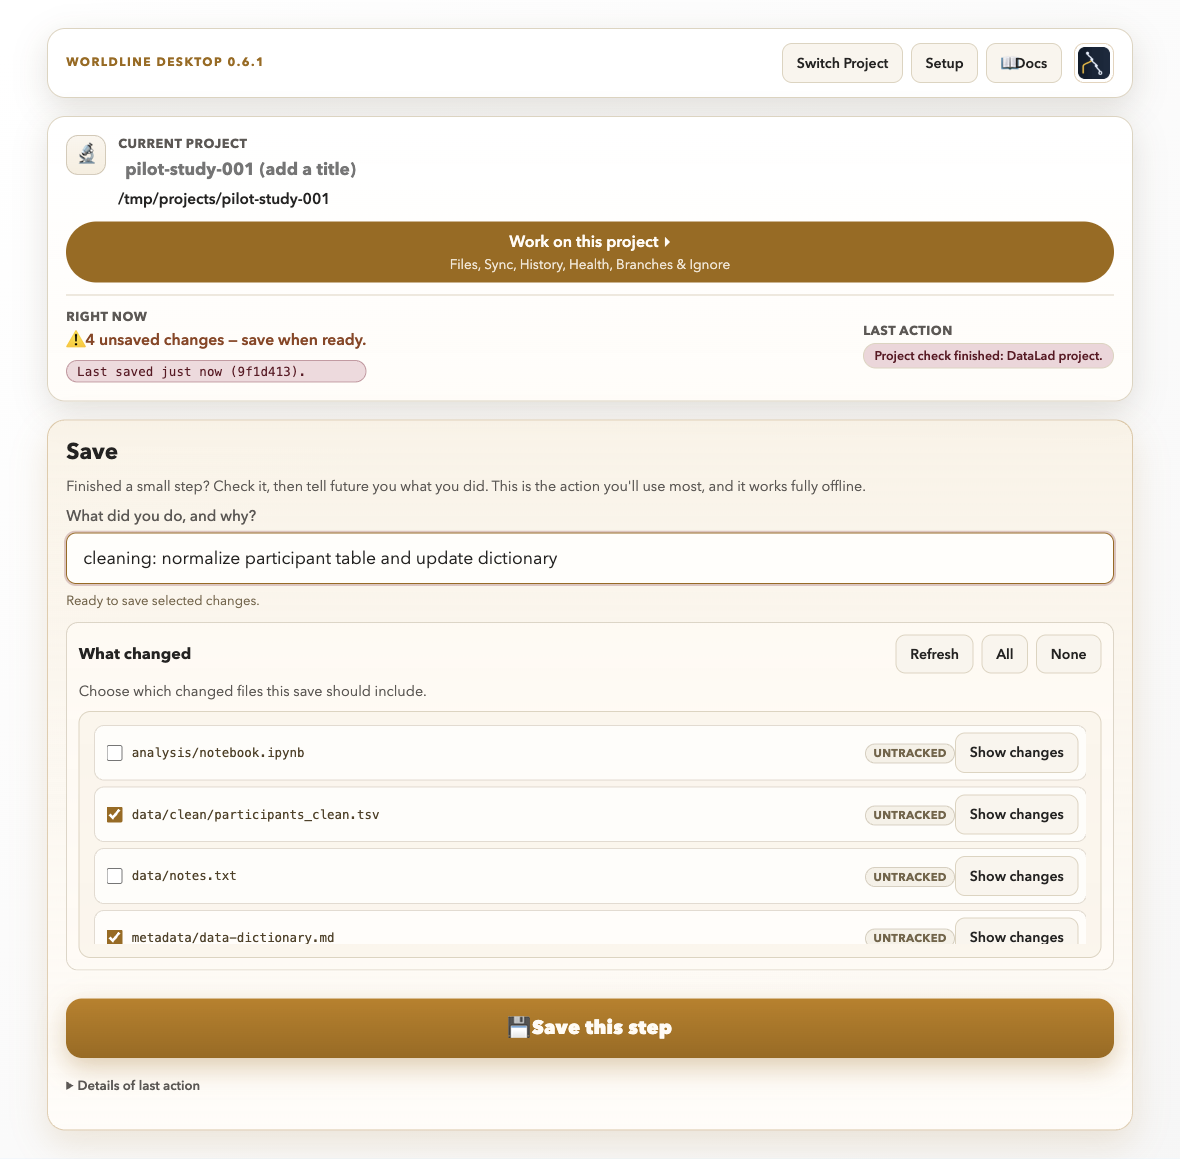 WORLDLINE DESKTOP 0.6.1
Switch Project
Setup
📖Docs
CURRENT PROJECT
pilot-study-001 (add a title)
/tmp/projects/pilot-study-001
Work on this project
Files, Sync, History, Health, Branches & Ignore
RIGHT NOW
⚠️4 unsaved changes — save when ready.
Last saved just now (9f1d413).
LAST ACTION
Project check finished: DataLad project.
Save
Finished a small step? Check it, then tell future you what you did. This is the action you'll use most, and it works fully offline.
What did you do, and why?
cleaning: normalize participant table and update dictionary
Ready to save selected changes.
What changed
Refresh
All
None
Choose which changed files this save should include.
analysis/notebook.ipynb
UNTRACKED
Show changes
data/clean/participants_clean.tsv
UNTRACKED
Show changes
data/notes.txt
UNTRACKED
Show changes
metadata/data-dictionary.md
UNTRACKED
Show changes
💾Save this step
Details of last action